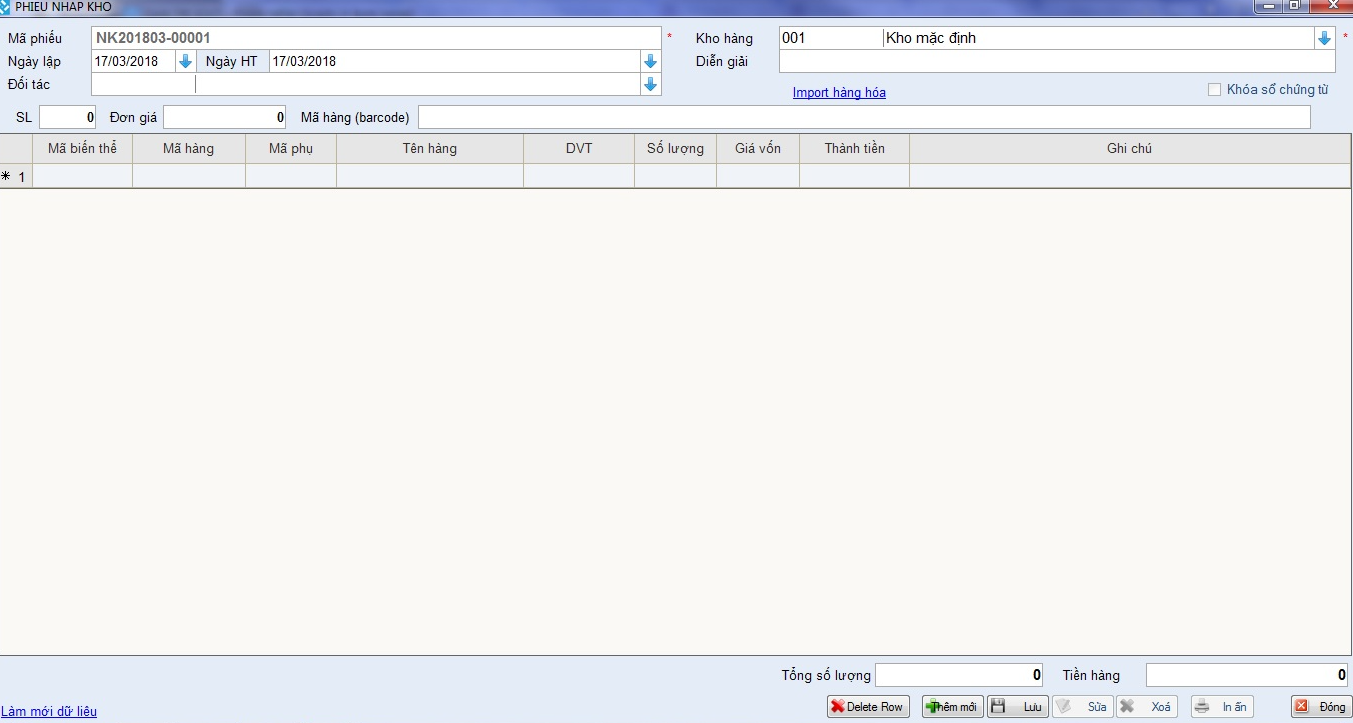 PHIEU NHAP KHO
Mã phiếu NK201803-00001 * Kho hàng 001 Kho mặc định *
Ngày lập 17/03/2018 Ngày HT 17/03/2018 Diễn giải
Đối tác Import hàng hóa Khóa sổ chứng từ
SL 0 Đơn giá 0 Mã hàng (barcode)
Mã biến thể Mã hàng Mã phụ Tên hàng DVT Số lượng Giá vốn Thành tiền Ghi chú
* 1
Tổng số lượng 0 Tiền hàng 0
Làm mới dữ liệu Delete Row Thêm mới Lưu Sửa Xoá In ấn Đóng